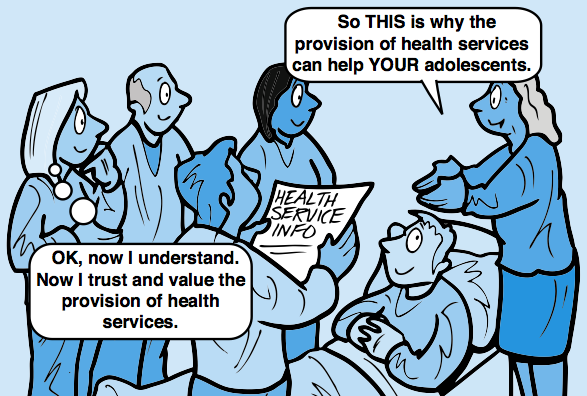 So THIS is why the
provision of health services
can help YOUR adolescents.
HEALTH
SERVICE
INFO
OK, now I understand.
Now I trust and value the
provision of health
services.